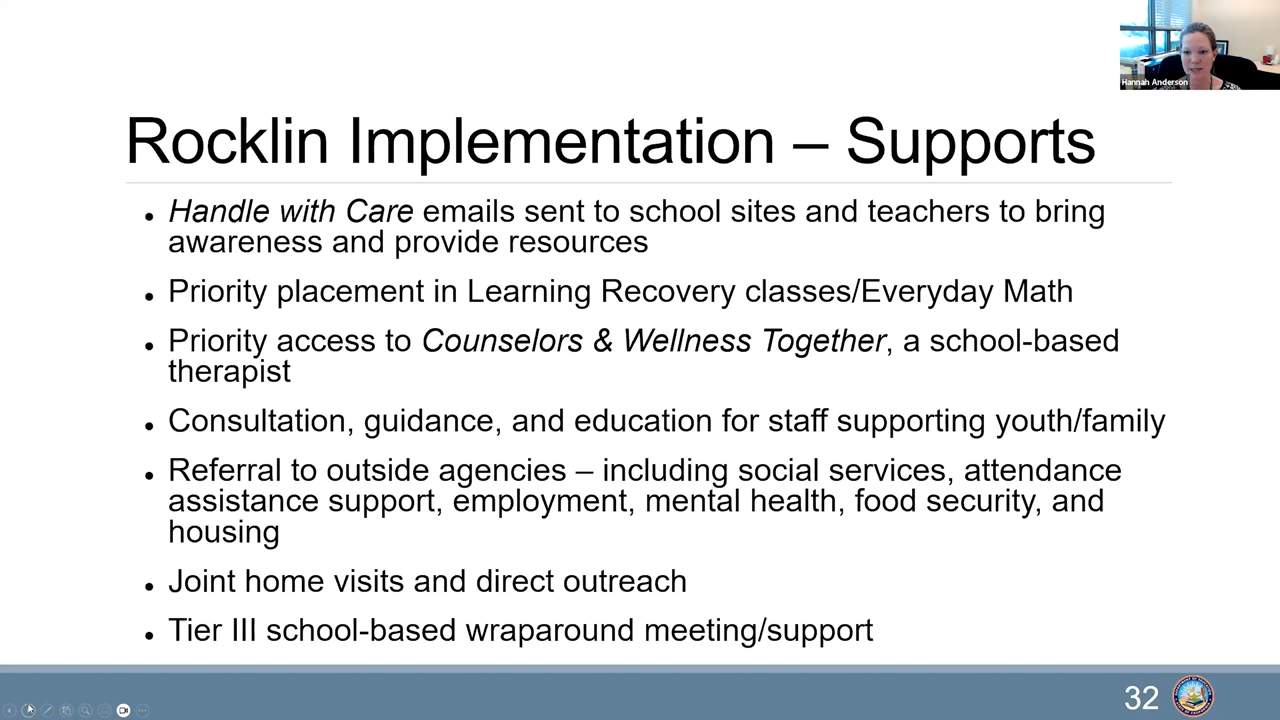 Hannah Anderson
Rocklin Implementation – Supports
• Handle with Care emails sent to school sites and teachers to bring
awareness and provide resources
• Priority placement in Learning Recovery classes/Everyday Math
• Priority access to Counselors & Wellness Together, a school-based
therapist
• Consultation, guidance, and education for staff supporting youth/family
• Referral to outside agencies – including social services, attendance
assistance support, employment, mental health, food security, and
housing
• Joint home visits and direct outreach
• Tier III school-based wraparound meeting/support
32